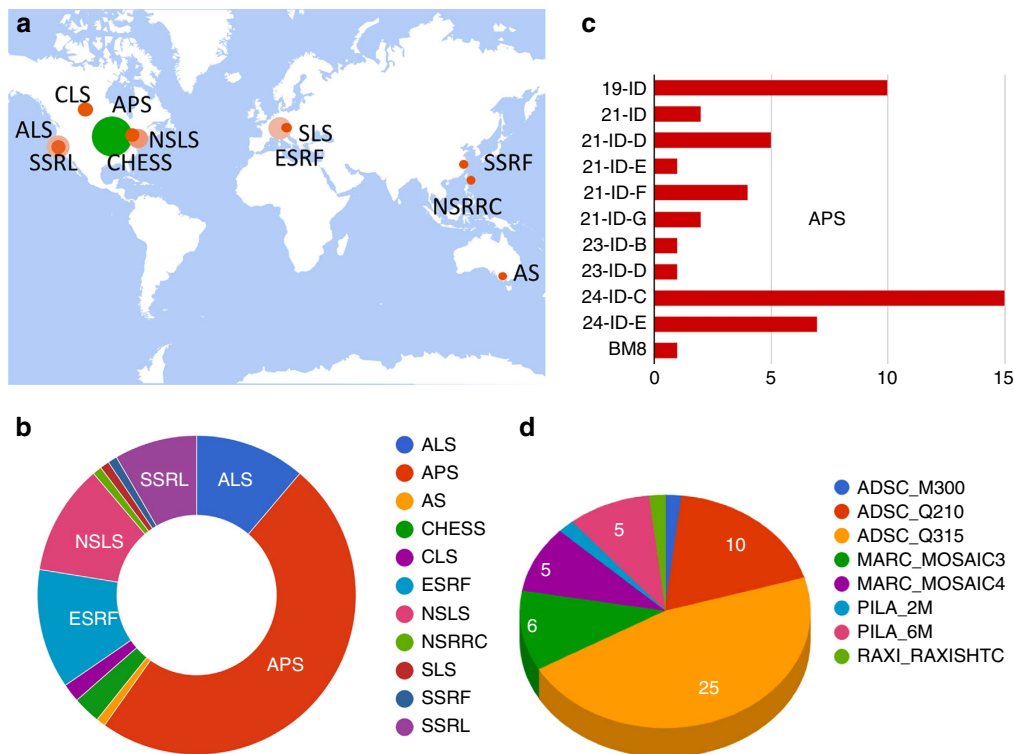 a
CLS
APS
ALS
NSLS
SSRL
CHESS
SLS
ESRF
SSRF
NSRRC
AS
c
19-ID
21-ID
21-ID-D
21-ID-E
21-ID-F
21-ID-G
APS
23-ID-B
23-ID-D
24-ID-C
24-ID-E
BM8
0
5
10
15
b
SSRL
ALS
NSLS
ESRF
APS
ALS
APS
AS
CHESS
CLS
ESRF
NSLS
NSRRC
SLS
SSRF
SSRL
d
5
10
5
6
25
ADSC_M300
ADSC_Q210
ADSC_Q315
MARC_MOSAIC3
MARC_MOSAIC4
PILA_2M
PILA_6M
RAXI_RAXISHTC